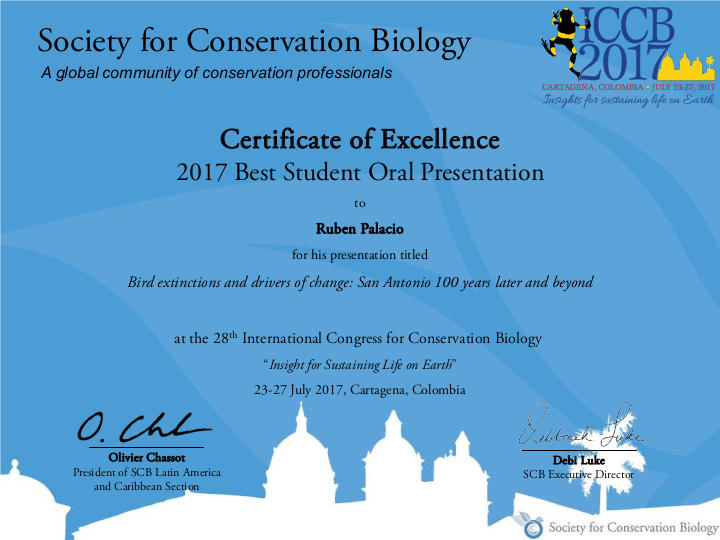 Society for Conservation Biology
A global community of conservation professionals
ICCB
2017
CARTAGENA, COLOMBIA • JULY 23-27, 2017
Insights for sustaining life on Earth
Certificate of Excellence
2017 Best Student Oral Presentation
to
Ruben Palacio
for his presentation titled
Bird extinctions and drivers of change: San Antonio 100 years later and beyond
at the 28th International Congress for Conservation Biology
“Insight for Sustaining Life on Earth”
23-27 July 2017, Cartagena, Colombia
O. Ch
Olivier Chassot
President of SCB Latin America
and Caribbean Section
Deborah Luke
Debi Luke
SCB Executive Director
Society for Conservation Biology